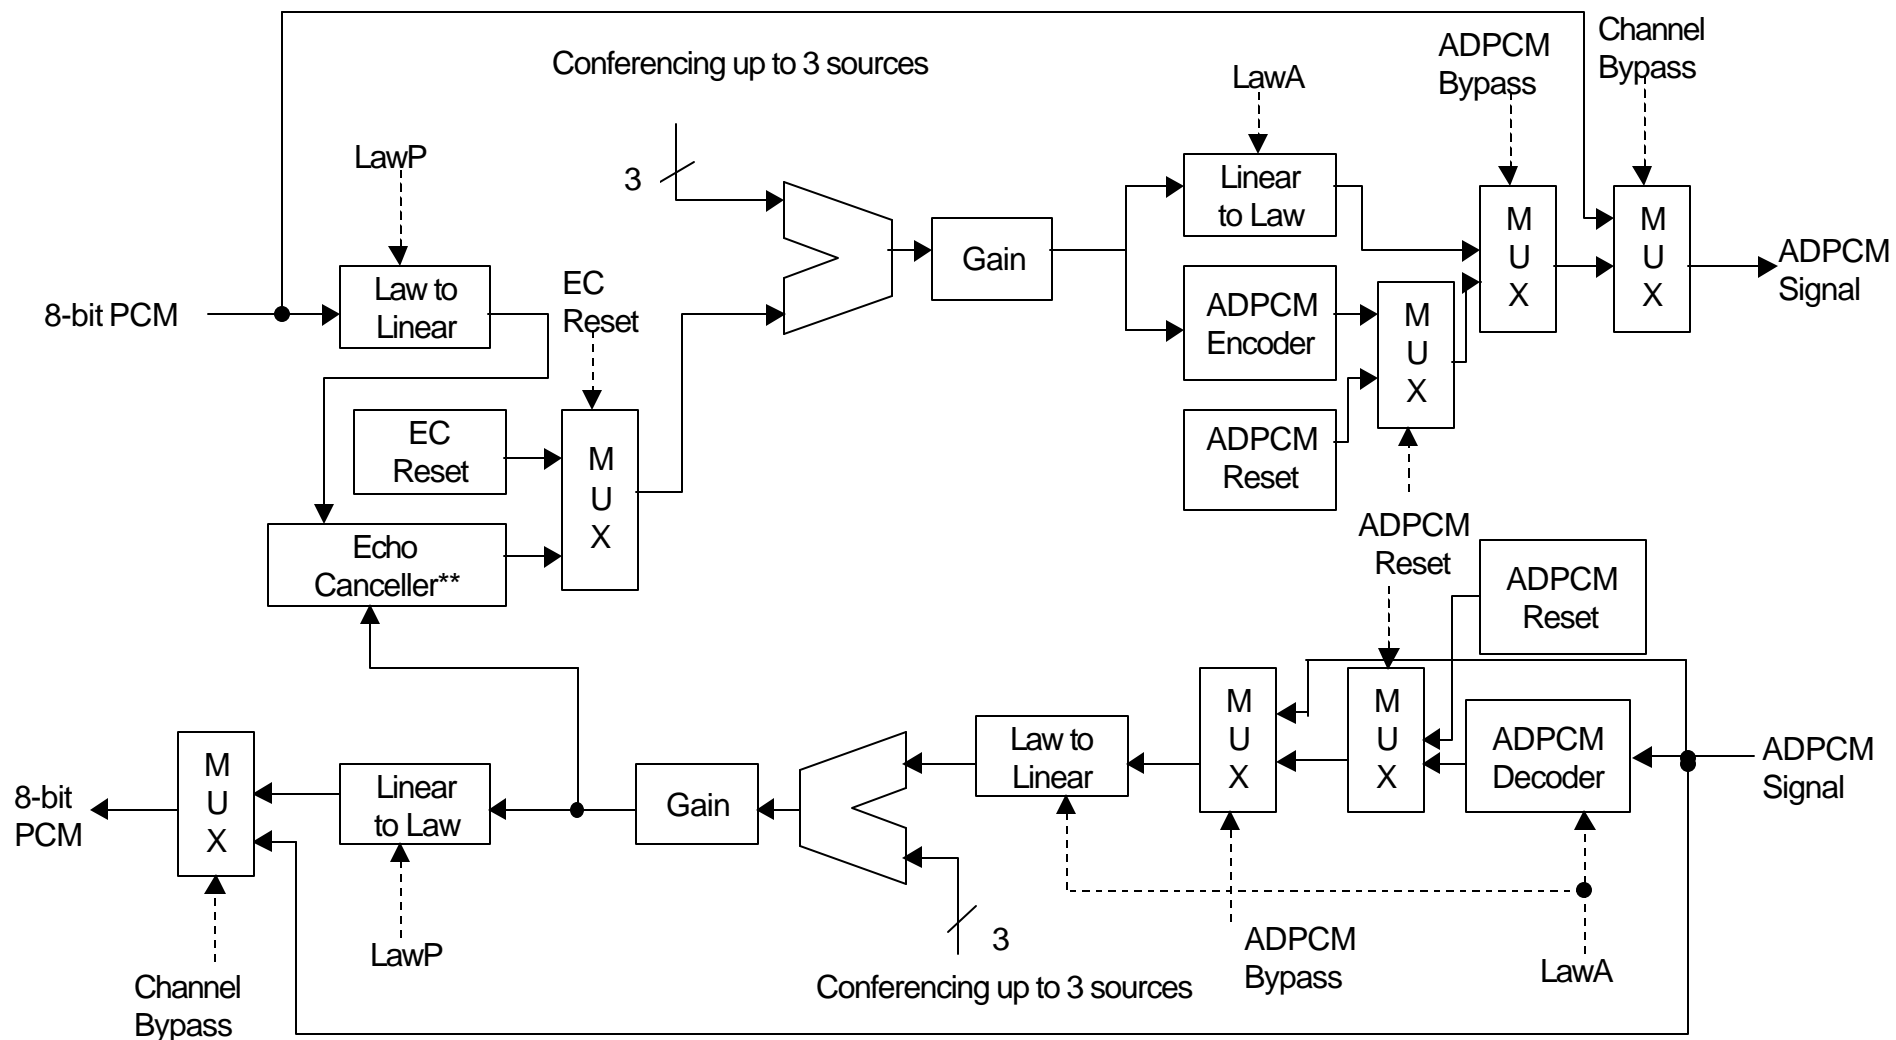 Conferencing up to 3 sources
LawA
ADPCM
Bypass
Channel
Bypass
LawP
3
Linear
to Law
M
U
X
M
U
X
ADPCM
Signal
8-bit PCM
Law to
Linear
EC
Reset
Gain
ADPCM
Encoder
M
U
X
EC
Reset
M
U
X
ADPCM
Reset
ADPCM
Reset
Echo
Canceller**
ADPCM
Reset
M
U
X
Law to
Linear
M
U
X
M
U
X
ADPCM
Decoder
ADPCM
Signal
8-bit
PCM
Linear
to Law
Gain
LawP
3
ADPCM
Bypass
LawA
Channel
Bypass
Conferencing up to 3 sources